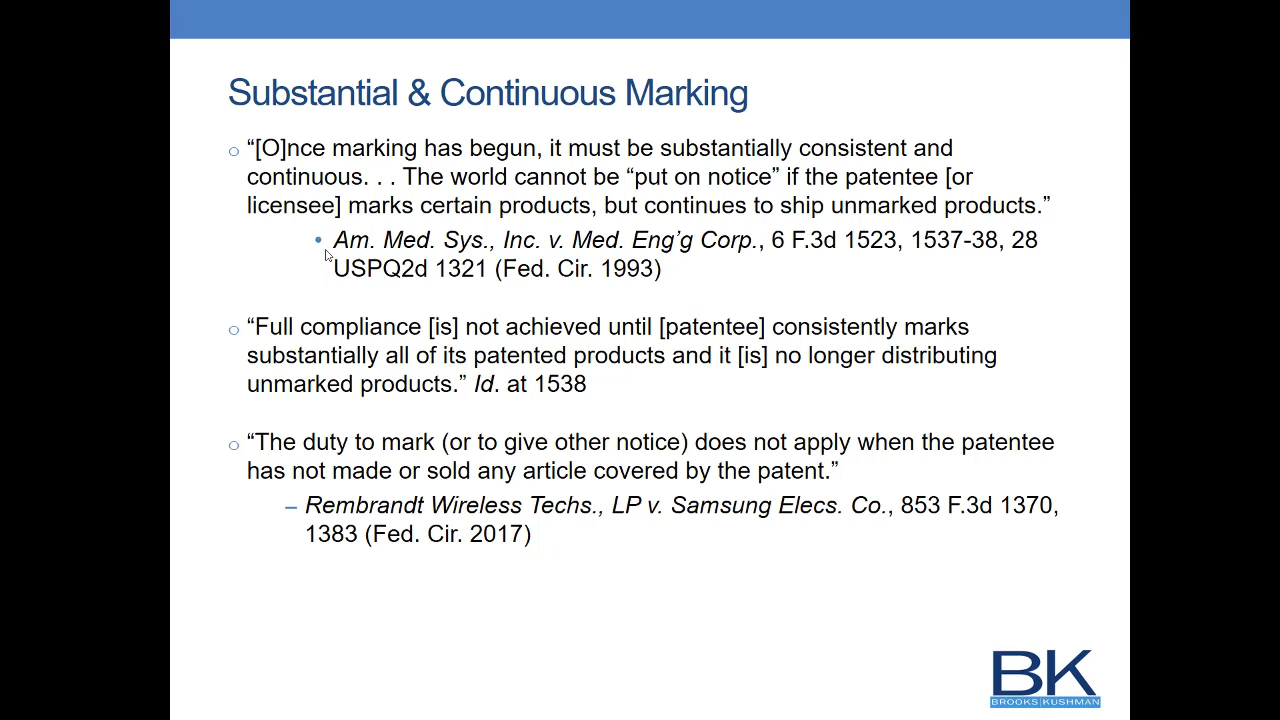 Substantial & Continuous Marking
“[O]nce marking has begun, it must be substantially consistent and
continuous. . . The world cannot be “put on notice” if the patentee [or
licensee] marks certain products, but continues to ship unmarked products.”
Am. Med. Sys., Inc. v. Med. Eng’g Corp., 6 F.3d 1523, 1537-38, 28
USPQ2d 1321 (Fed. Cir. 1993)
“Full compliance [is] not achieved until [patentee] consistently marks
substantially all of its patented products and it [is] no longer distributing
unmarked products.” Id. at 1538
“The duty to mark (or to give other notice) does not apply when the patentee
has not made or sold any article covered by the patent.”
– Rembrandt Wireless Techs., LP v. Samsung Elecs. Co., 853 F.3d 1370,
1383 (Fed. Cir. 2017)
BK
BROOKS|KUSHMAN